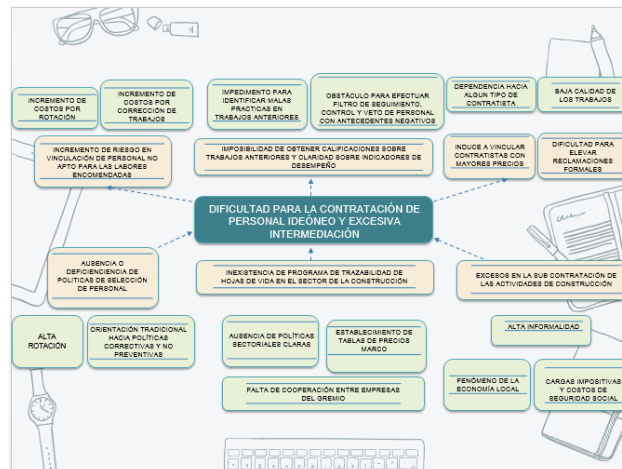 INCREMENTO DE
COSTOS POR
ROTACIÓN
INCREMENTO DE
COSTOS POR
CORRECCIÓN DE
TRABAJOS
IMPEDIMENTO PARA
IDENTIFICAR MALAS
PRACTICAS EN
TRABAJOS ANTERIORES
OBSTÁCULO PARA EFECTUAR
FILTRO DE SEGUIMIENTO,
CONTROL Y VETO DE PERSONAL
CON ANTECEDENTES NEGATIVOS
DEPENDENCIA HACIA
ALGUN TIPO DE
CONTRATISTA
BAJA CALIDAD DE
LOS TRABAJOS
INCREMENTO DE RIESGO EN
VINCULACIÓN DE PERSONAL NO
APTO PARA LAS LABORES
ENCOMENDADAS
IMPOSIBILIDAD DE OBTENER CALIFICACIONES SOBRE
TRABAJOS ANTERIORES Y CLARIDAD SOBRE INDICADORES DE
DESEMPEÑO
INDUCE A VINCULAR
CONTRATISTAS CON
MAYORES PRECIOS
DIFICULTAD PARA
ELEVAR
RECLAMACIONES
FORMALES
DIFICULTAD PARA LA CONTRATACIÓN DE
PERSONAL IDEÓNEO Y EXCESIVA
INTERMEDIACIÓN
AUSENCIA O
DEFICIENCIENCIA DE
POLITICAS DE SELECCIÓN
DE PERSONAL
INEXISTENCIA DE PROGRAMA DE TRAZABILIDAD DE
HOJAS DE VIDA EN EL SECTOR DE LA CONSTRUCCIÓN
EXCESOS EN LA SUB CONTRATACIÓN DE
LAS ACTIVIDADES DE CONSTRUCCIÓN
ALTA
ROTACIÓN
ORIENTACIÓN TRADICIONAL
HACIA POLÍTICAS
CORRECTIVAS Y NO
PREVENTIVAS
AUSENCIA DE POLÍTICAS
SECTORIALES CLARAS
ESTABLECIMIENTO DE
TABLAS DE PRECIOS
MARCO
ALTA INFORMALIDAD
FALTA DE COOPERACIÓN ENTRE EMPRESAS
DEL GREMIO
FENÓMENO DE LA
ECONOMÍA LOCAL
CARGAS IMPOSITIVAS
Y COSTOS DE
SEGURIDAD SOCIAL